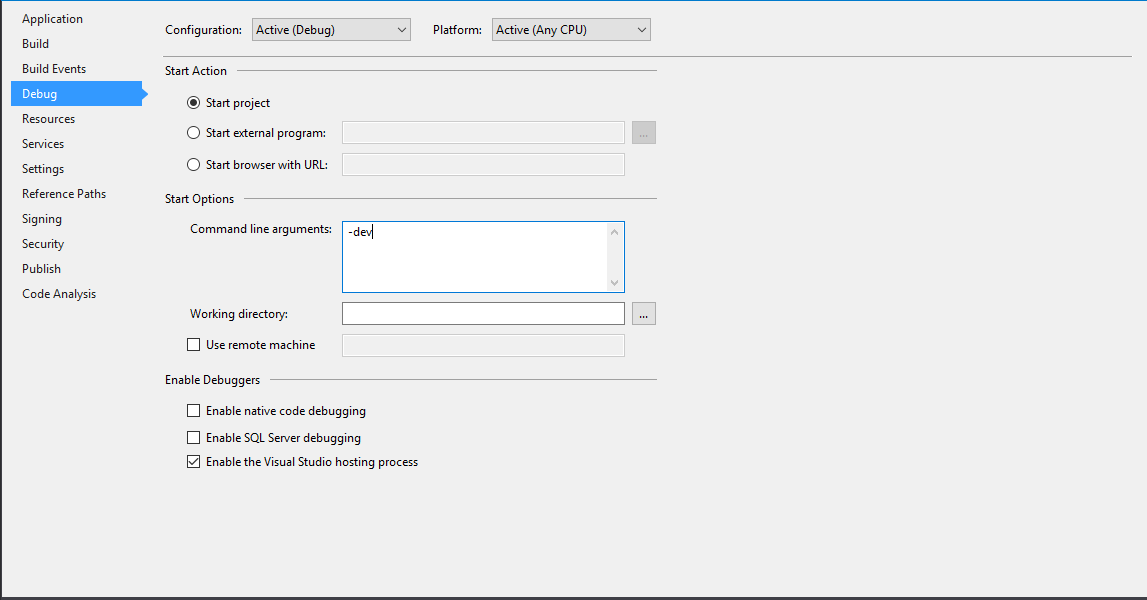 Application
Build
Build Events
Debug
Resources
Services
Settings
Reference Paths
Signing
Security
Publish
Code Analysis
Configuration: Active (Debug) Platform: Active (Any CPU)
Start Action
Start project
Start external program: ...
Start browser with URL:
Start Options
Command line arguments: -dev
Working directory: ...
Use remote machine
Enable Debuggers
Enable native code debugging
Enable SQL Server debugging
Enable the Visual Studio hosting process